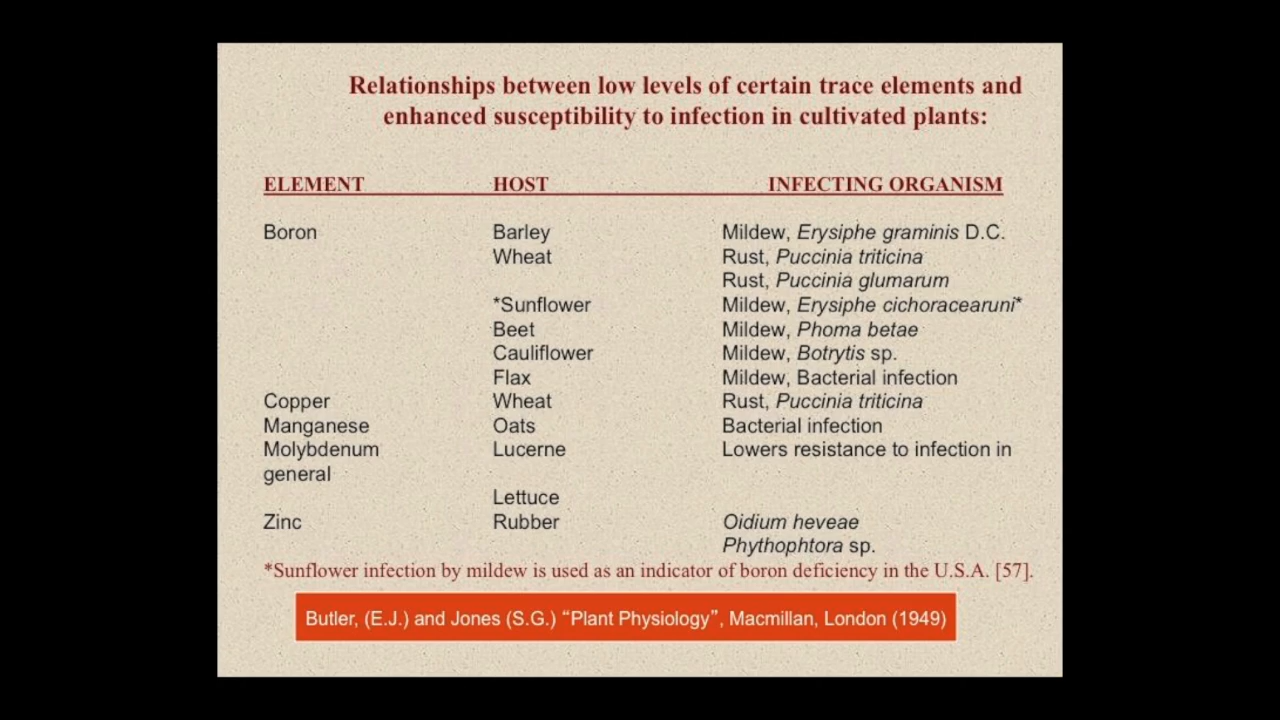 Relationships between low levels of certain trace elements and
enhanced susceptibility to infection in cultivated plants:
ELEMENT HOST INFECTING ORGANISM
Boron Barley Mildew, Erysiphe graminis D.C.
Wheat Rust, Puccinia triticina
Rust, Puccinia glumarum
*Sunflower Mildew, Erysiphe cichoracearuni*
Beet Mildew, Phoma betae
Cauliflower Mildew, Botrytis sp.
Flax Mildew, Bacterial infection
Copper Wheat Rust, Puccinia triticina
Manganese Oats Bacterial infection
Molybdenum Lucerne Lowers resistance to infection in
general
Lettuce
Zinc Rubber Oidium heveae
Phythophtora sp.
*Sunflower infection by mildew is used as an indicator of boron deficiency in the U.S.A. [57].
Butler, (E.J.) and Jones (S.G.) “Plant Physiology”, Macmillan, London (1949)